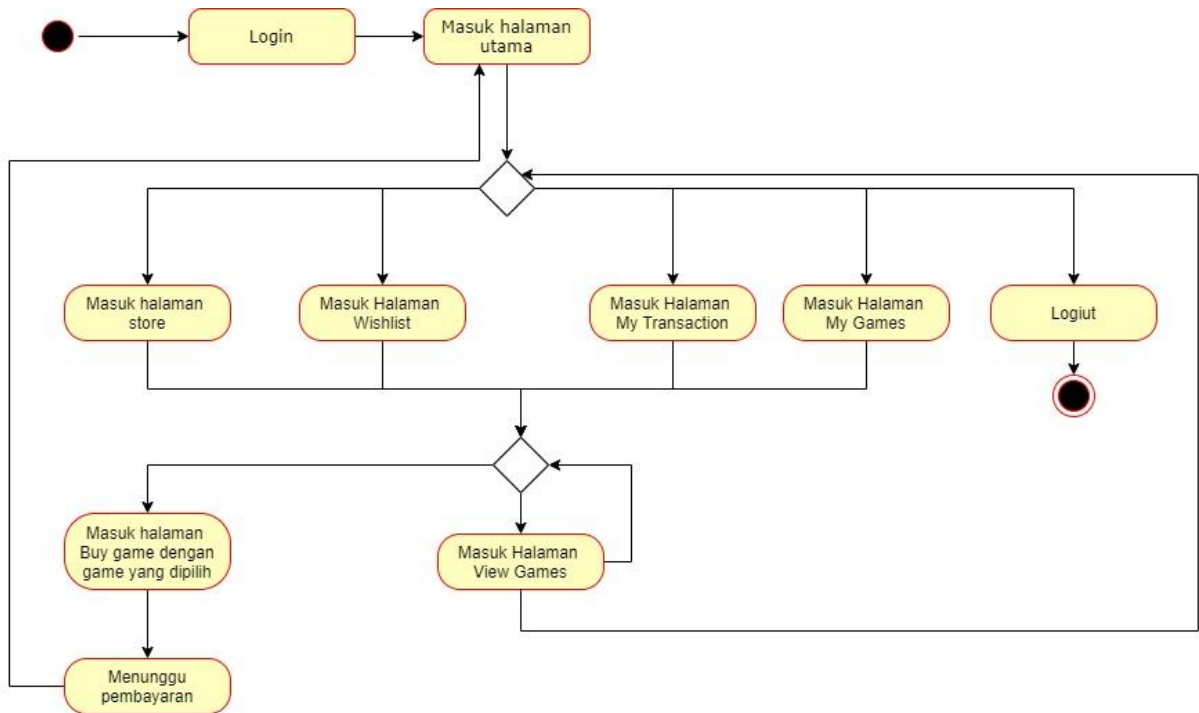 Login
Masuk halaman
utama
Masuk halaman
store
Masuk Halaman
Wishlist
Masuk Halaman
My Transaction
Masuk Halaman
My Games
Logiut
Masuk halaman
Buy game dengan
game yang dipilih
Masuk Halaman
View Games
Menunggu
pembayaran